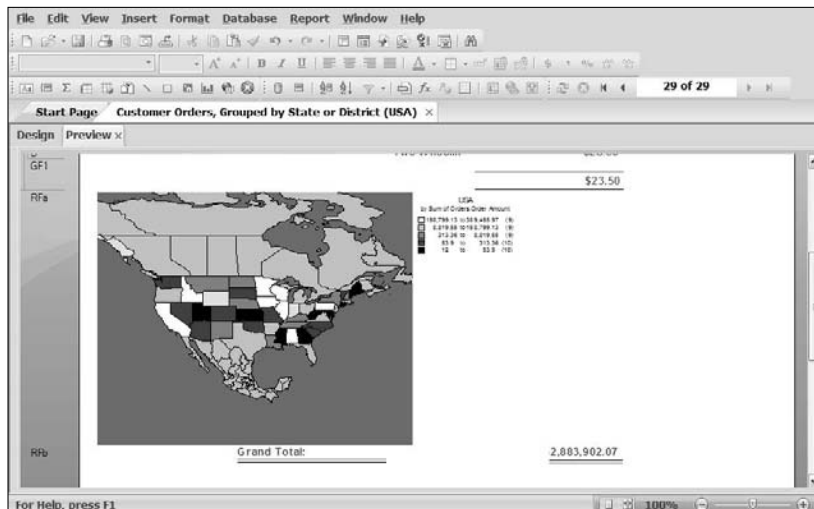 File Edit View Insert Format Database Report Window Help
29 of 29
Start Page Customer Orders, Grouped by State or District (USA) ×
Design Preview ×
GF1
$23.50
RFa
USA
by Sum of Orders.Order Amount
RFb
Grand Total:
2,883,902.07
For Help, press F1
100%